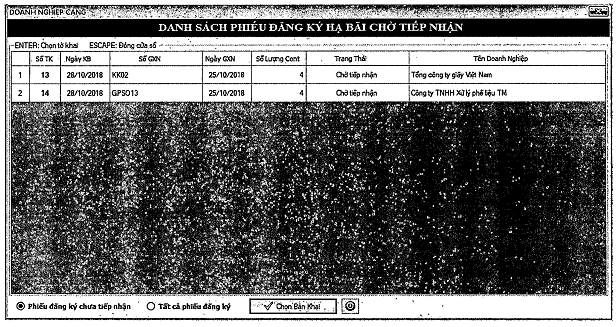 DOANH NGHIEP CANG
DANH SÁCH PHIẾU ĐĂNG KÝ HẠ BÃI CHỜ TIẾP NHẬN
ENTER: Chọn tờ khai ESCAPE: Đóng cửa sổ
Số TK Ngày KB Số GXN Ngày GXN Số Lượng Cont Trạng Thái Tên Doanh Nghiệp
1 13 28/10/2018 KK02 25/10/2018 4 Chờ tiếp nhận Tổng công ty giấy Việt Nam
2 14 28/10/2018 GPSO13 25/10/2018 4 Chờ tiếp nhận Công ty TNHH Xử lý phế liệu TM
Phiếu đăng ký chưa tiếp nhận Tất cả phiếu đăng ký Chọn Bản Khai